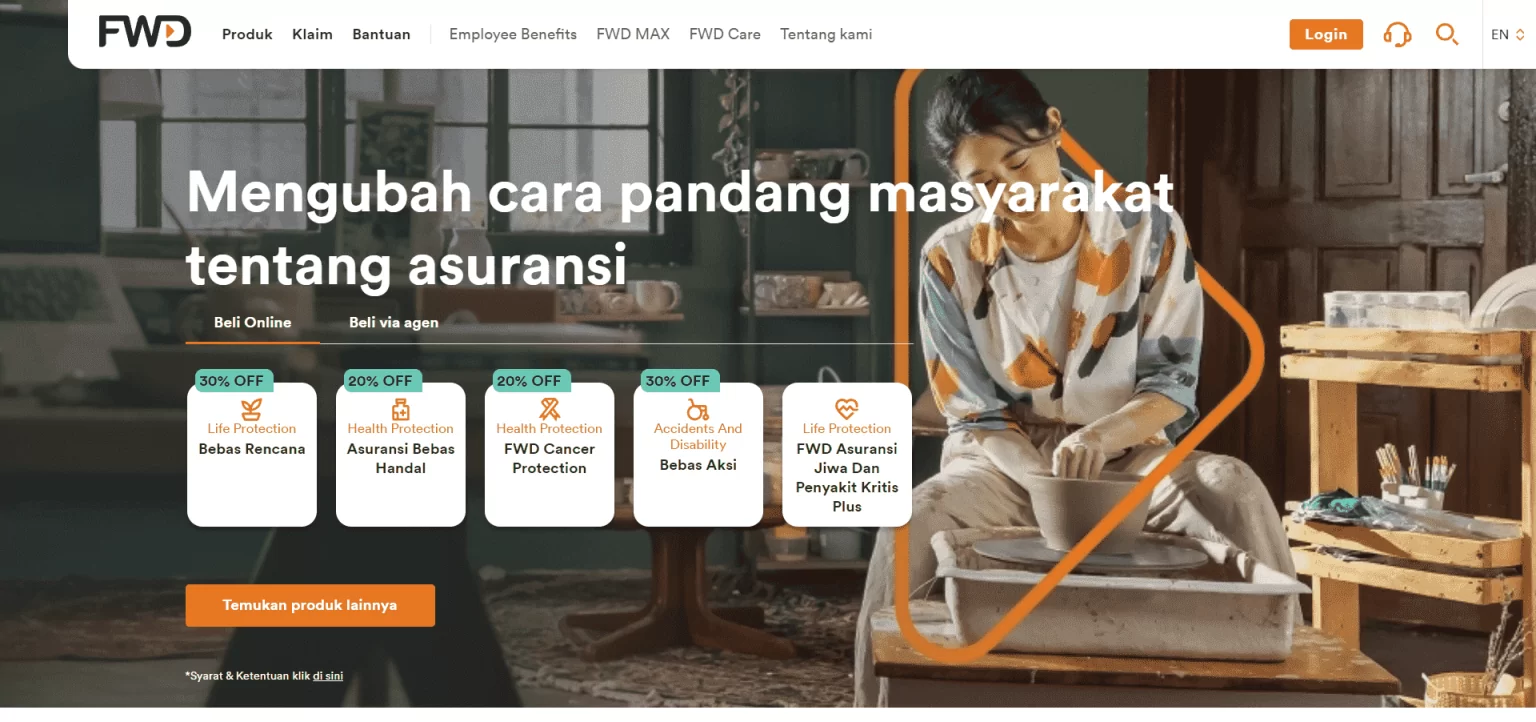 FWD
Produk Klaim Bantuan Employee Benefits FWD MAX FWD Care Tentang kami Login EN
Mengubah cara pandang masyarakat
tentang asuransi
Beli Online Beli via agen
30% OFF
Life Protection
Bebas Rencana
20% OFF
Health Protection
Asuransi Bebas
Handal
20% OFF
Health Protection
FWD Cancer
Protection
30% OFF
Accidents And
Disability
Bebas Aksi
Life Protection
FWD Asuransi
Jiwa Dan
Penyakit Kritis
Plus
Temukan produk lainnya
*Syarat & Ketentuan klik di sini